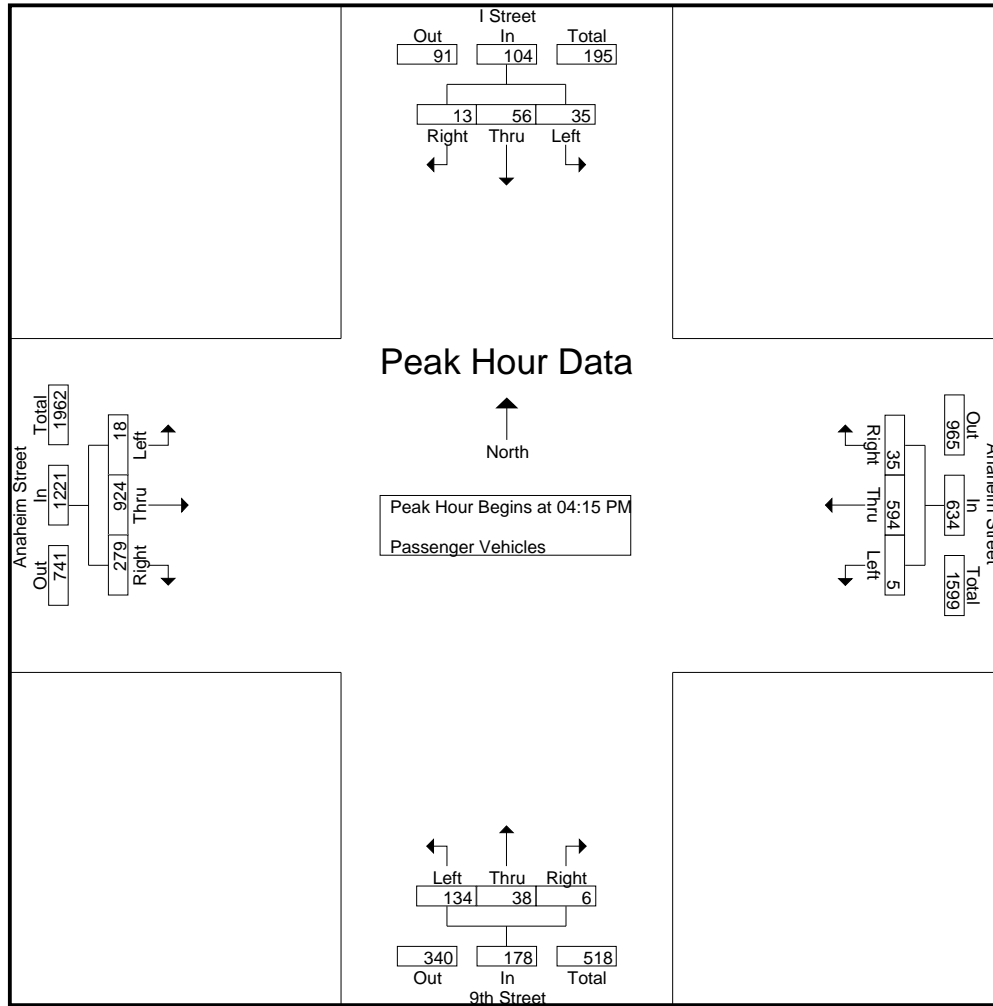 I Street
Out In Total
91 104 195
13 56 35
Right Thru Left
Peak Hour Data
North
Peak Hour Begins at 04:15 PM
Passenger Vehicles
Anaheim Street
Total In Out
1962 1221 741
18 924 279
Left Thru Right
Anaheim Street
Out In Total
965 634 1599
35 594 5
Right Thru Left
Left Thru Right
134 38 6
340 178 518
Out In Total
9th Street